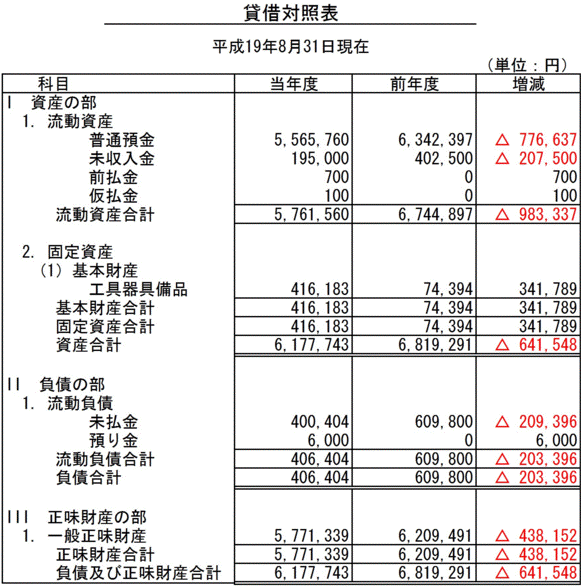 貸借対照表
平成19年8月31日現在
（単位：円）
科目 当年度 前年度 増減
I 資産の部
1. 流動資産
普通預金 5,565,760 6,342,397 △ 776,637
未収入金 195,000 402,500 △ 207,500
前払金 700 0 700
仮払金 100 0 100
流動資産合計 5,761,560 6,744,897 △ 983,337
2. 固定資産
(1) 基本財産
工具器具備品 416,183 74,394 341,789
基本財産合計 416,183 74,394 341,789
固定資産合計 416,183 74,394 341,789
資産合計 6,177,743 6,819,291 △ 641,548
II 負債の部
1. 流動負債
未払金 400,404 609,800 △ 209,396
預り金 6,000 0 6,000
流動負債合計 406,404 609,800 △ 203,396
負債合計 406,404 609,800 △ 203,396
III 正味財産の部
1. 一般正味財産 5,771,339 6,209,491 △ 438,152
正味財産合計 5,771,339 6,209,491 △ 438,152
負債及び正味財産合計 6,177,743 6,819,291 △ 641,548